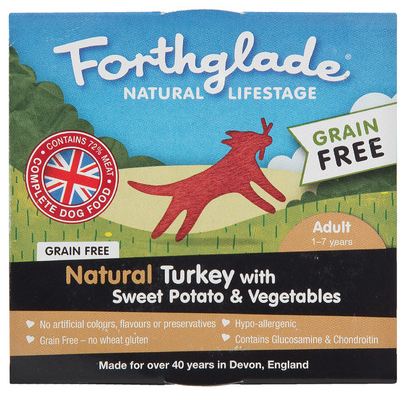 Forthglade®
NATURAL LIFESTAGE
GRAIN
FREE
• CONTAINS 72% MEAT •
COMPLETE DOG FOOD
Adult
1–7 years
GRAIN FREE
Natural Turkey with
Sweet Potato & Vegetables
• No artificial colours, flavours or preservatives
• Hypo-allergenic
• Grain Free – no wheat gluten
• Contains Glucosamine & Chondroitin
Made for over 40 years in Devon, England